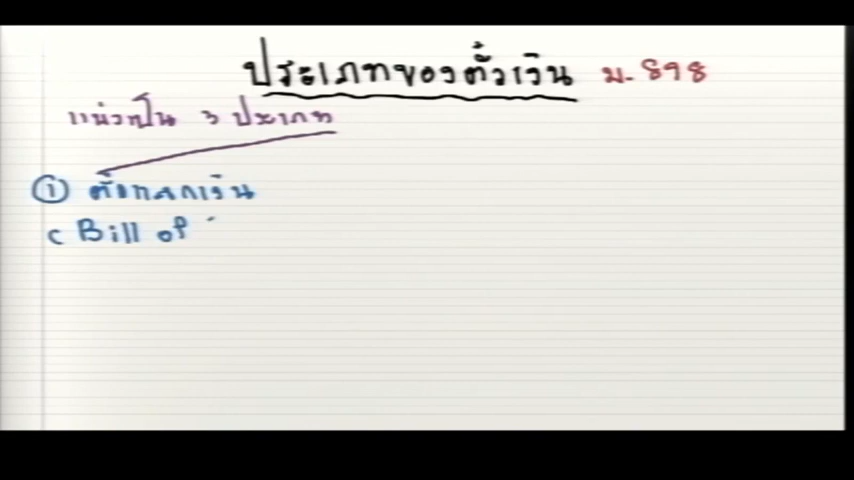 ประเภทของตั๋วเงิน ม.898
แบ่งเป็น 3 ประเภท
① ตั๋วแลกเงิน
( Bill of